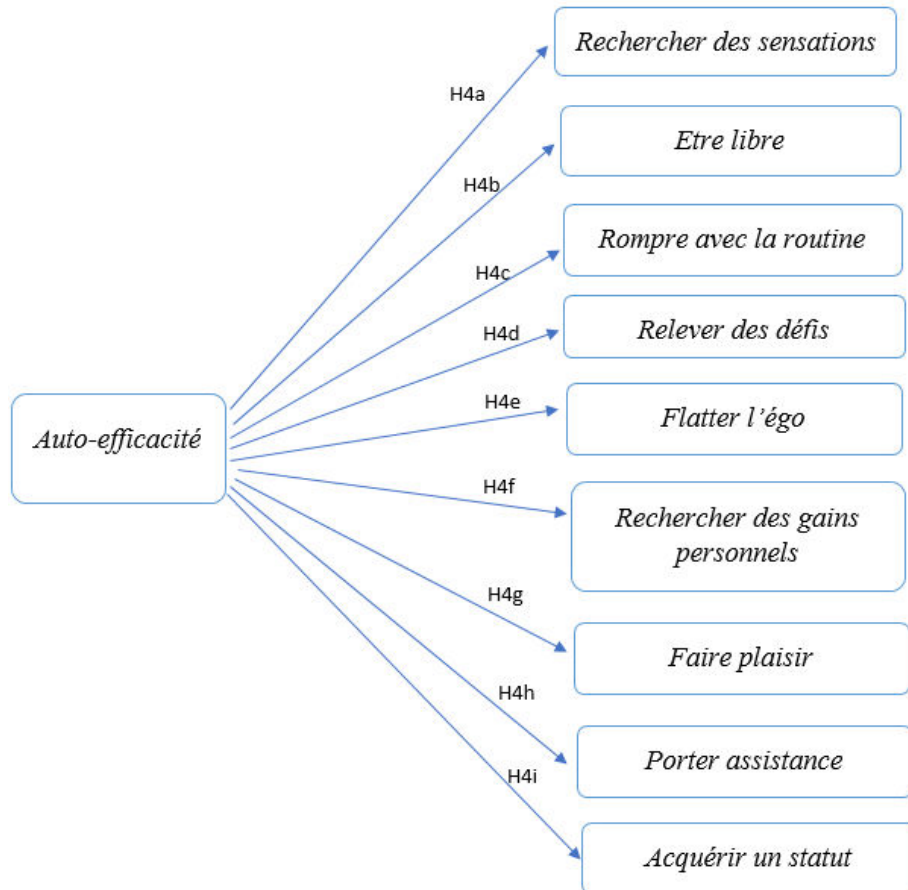 Rechercher des sensations
H4a
Etre libre
H4b
Rompre avec la routine
H4c
Relever des défis
H4d
Flatter l’égo
H4e
Auto-efficacité
H4f
Rechercher des gains
personnels
H4g
Faire plaisir
H4h
Porter assistance
H4i
Acquérir un statut